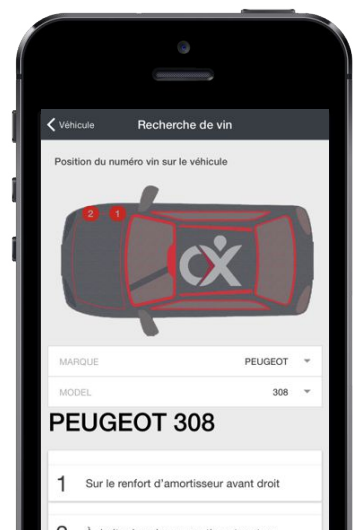 Véhicule Recherche de vin
Position du numéro vin sur le véhicule
2 1
CX
MARQUE PEUGEOT
MODEL 308
PEUGEOT 308
1 Sur le renfort d'amortisseur avant droit